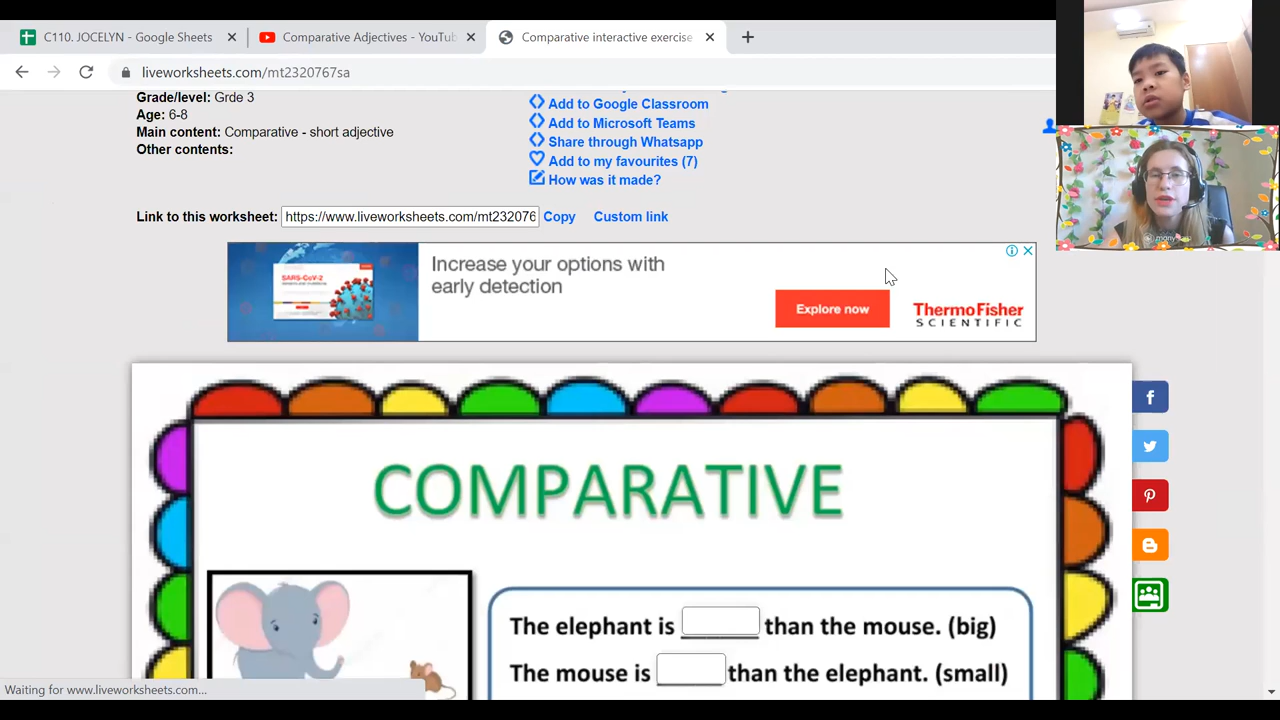 C110. JOCELYN - Google Sheets
Comparative Adjectives - YouTub
Comparative interactive exercise
liveworksheets.com/mt2320767sa
Grade/level: Grde 3
Age: 6-8
Main content: Comparative - short adjective
Other contents:
Add to Google Classroom
Add to Microsoft Teams
Share through Whatsapp
Add to my favourites (7)
How was it made?
Link to this worksheet: https://www.liveworksheets.com/mt232076 Copy Custom link
SARS-CoV-2
Increase your options with
early detection
Explore now
ThermoFisher
SCIENTIFIC
COMPARATIVE
The elephant is than the mouse. (big)
The mouse is than the elephant. (small)
Waiting for www.liveworksheets.com...